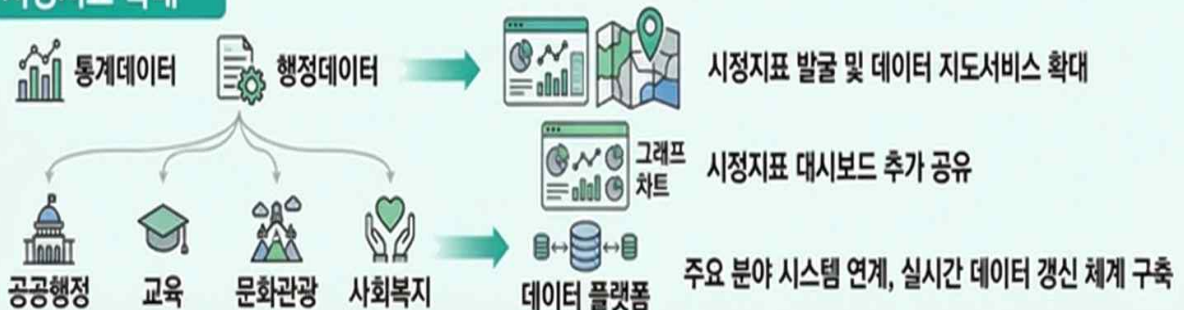 통계데이터
행정데이터
시정지표 발굴 및 데이터 지도서비스 확대
그래프
차트
시정지표 대시보드 추가 공유
공공행정
교육
문화관광
사회복지
데이터 플랫폼
주요 분야 시스템 연계, 실시간 데이터 갱신 체계 구축